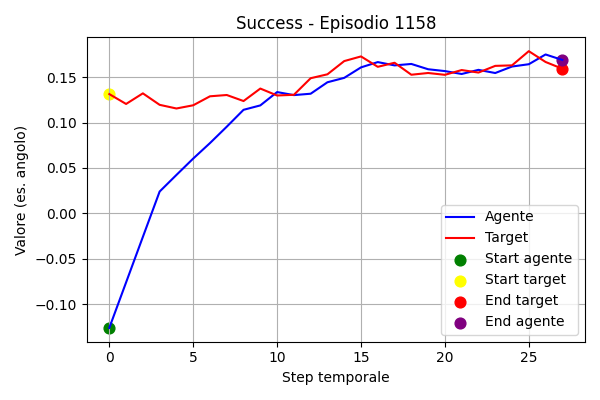 Success - Episodio 1158
Valore (es. angolo)
0.15
0.10
0.05
0.00
−0.05
−0.10
Agente
Target
Start agente
Start target
End target
End agente
0 5 10 15 20 25
Step temporale